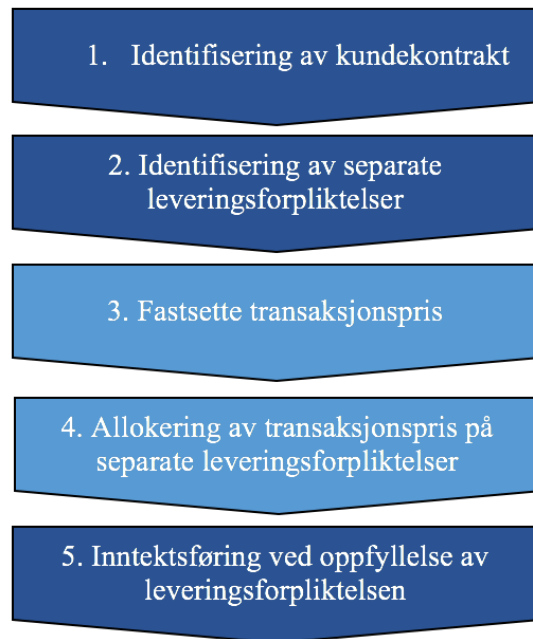 1. Identifisering av kundekontrakt
2. Identifisering av separate
leveringsforpliktelser
3. Fastsette transaksjonspris
4. Allokering av transaksjonspris på
separate leveringsforpliktelser
5. Inntektsføring ved oppfyllelse av
leveringsforpliktelsen